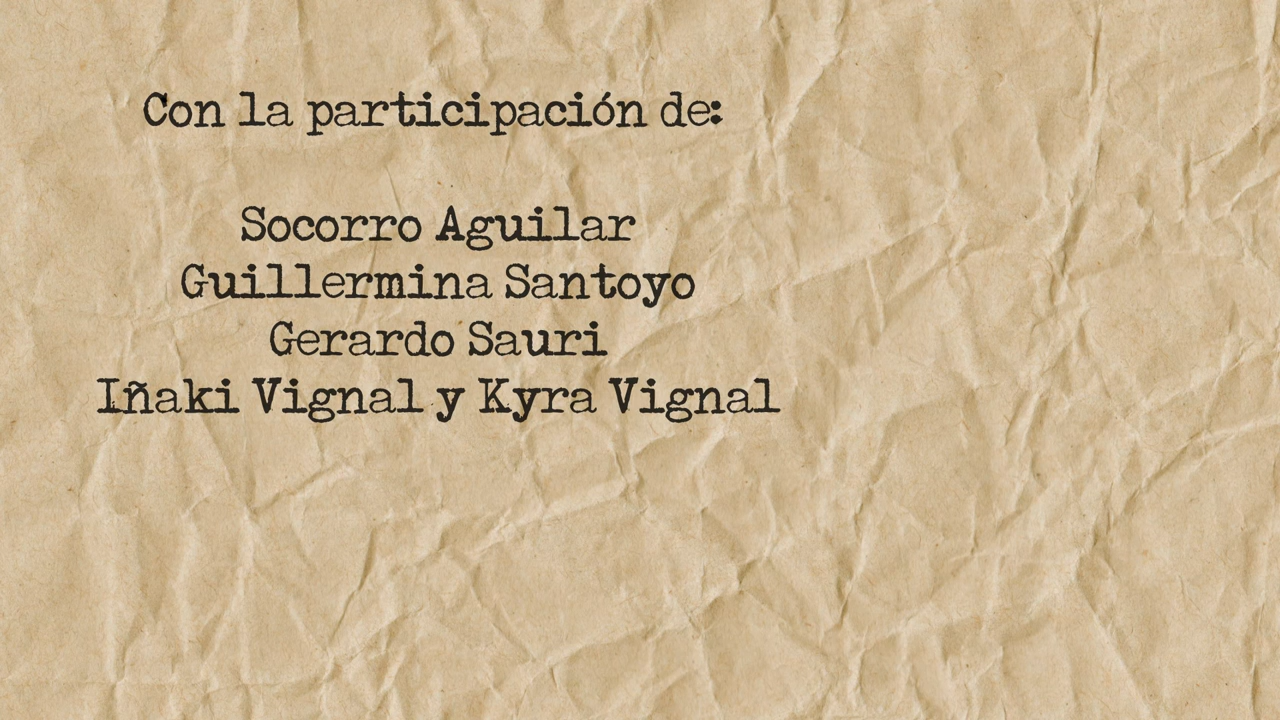 Con la participación de:
Socorro Aguilar
Guillermina Santoyo
Gerardo Sauri
Iñaki Vignal y Kyra Vignal